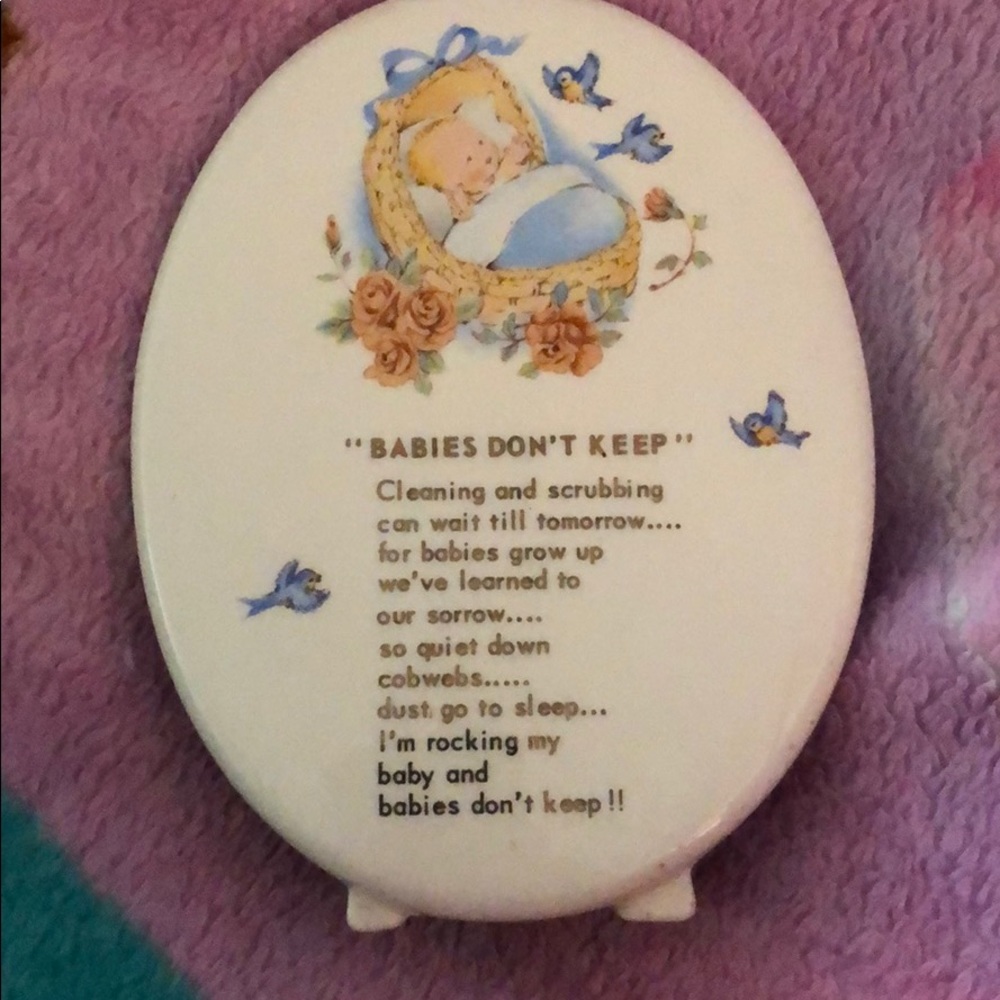 "BABIES DON'T KEEP"
Cleaning and scrubbing
can wait till tomorrow....
for babies grow up
we've learned to
our sorrow....
so quiet down
cobwebs.....
dust go to sleep...
I'm rocking my
baby and
babies don't keep!!